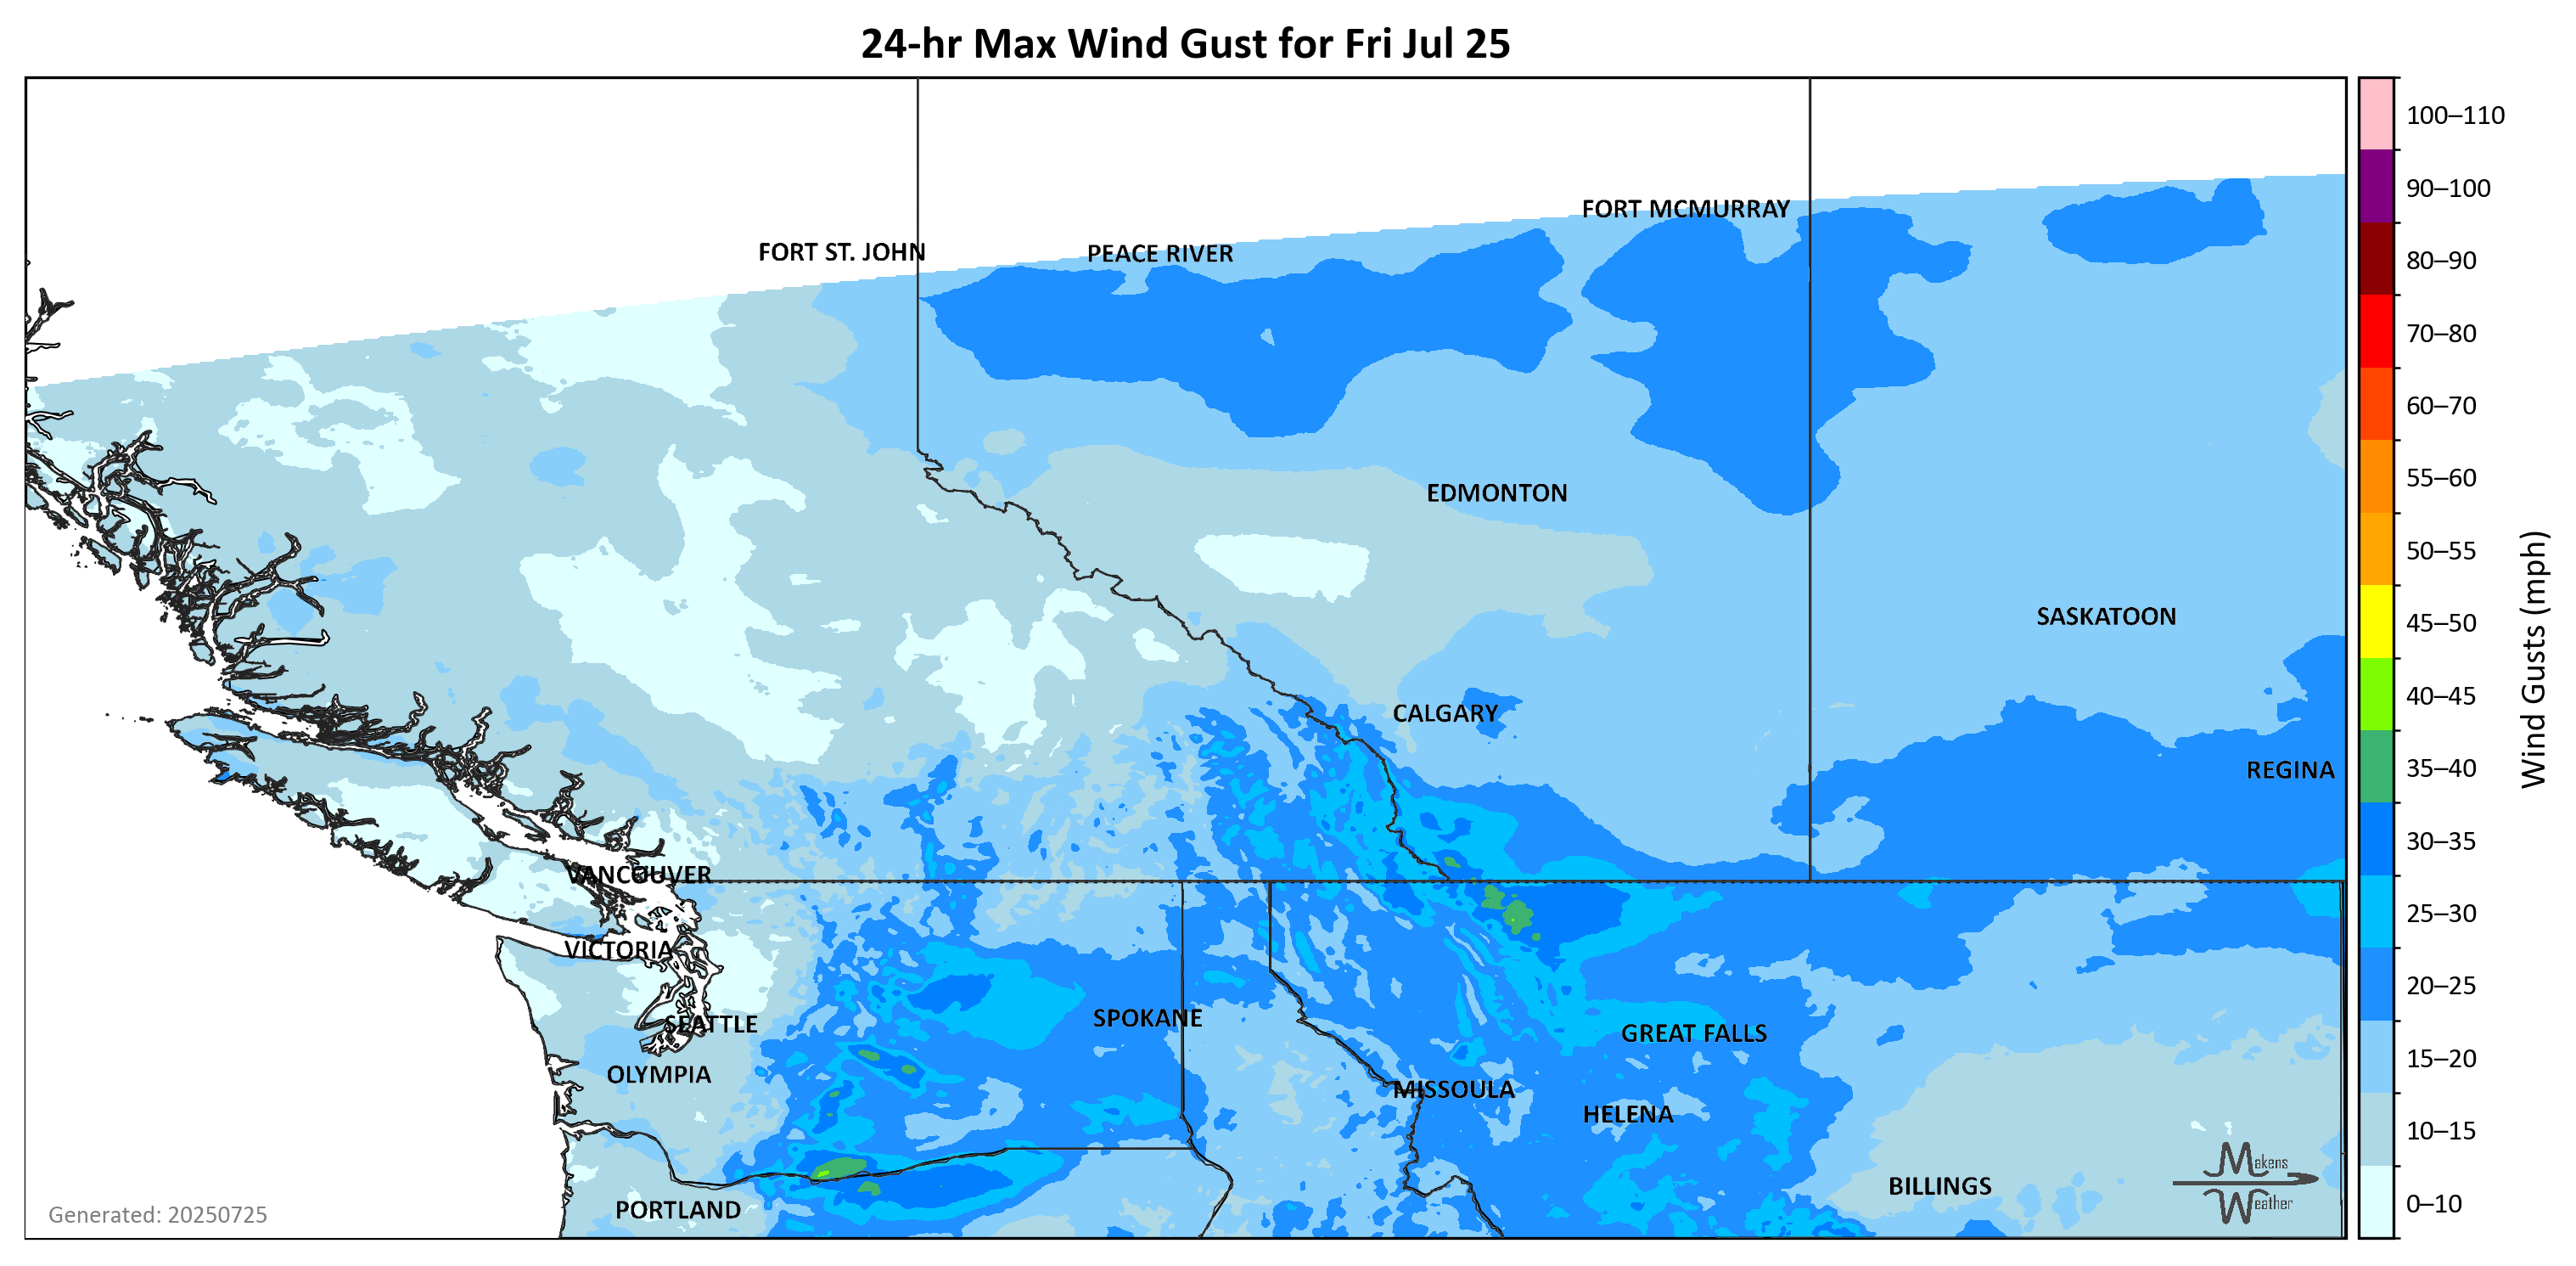 24-hr Max Wind Gust for Fri Jul 25
100–110
90–100
80–90
70–80
60–70
55–60
50–55
45–50
40–45
35–40
30–35
25–30
20–25
15–20
10–15
0–10
Wind Gusts (mph)
FORT MCMURRAY
FORT ST. JOHN
PEACE RIVER
EDMONTON
SASKATOON
CALGARY
REGINA
VANCOUVER
VICTORIA
SPOKANE
SEATTLE
GREAT FALLS
OLYMPIA
MISSOULA
HELENA
BILLINGS
PORTLAND
Makens
Weather
Generated: 20250725